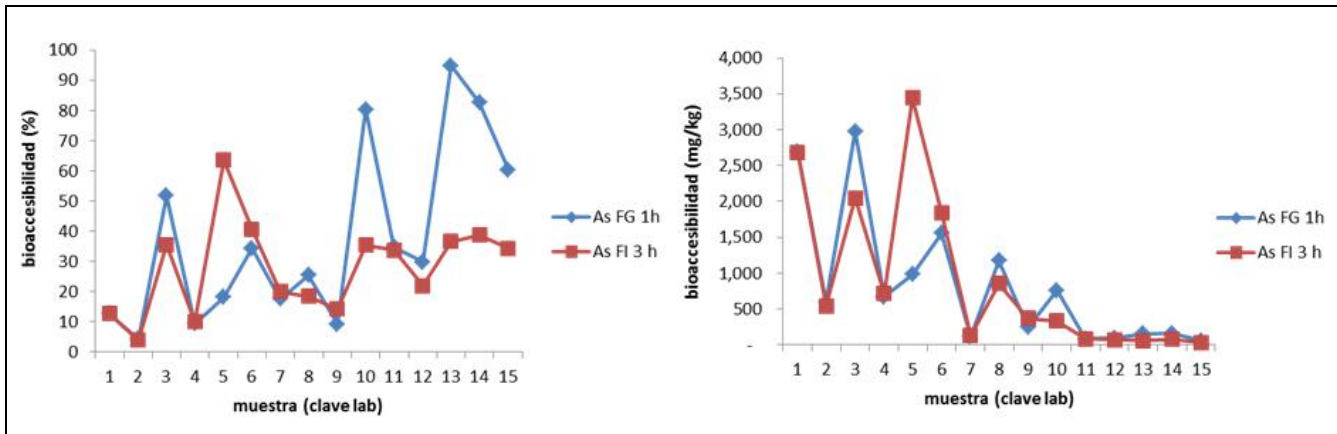 100
90
80
70
60
50
40
30
20
10
0
bioaccesibilidad (%)
1 2 3 4 5 6 7 8 9 10 11 12 13 14 15
muestra (clave lab)
As FG 1h
As FI 3 h
4,000
3,500
3,000
2,500
2,000
1,500
1,000
500
-
bioaccesibilidad (mg/kg)
1 2 3 4 5 6 7 8 9 10 11 12 13 14 15
muestra (clave lab)
As FG 1h
As FI 3 h